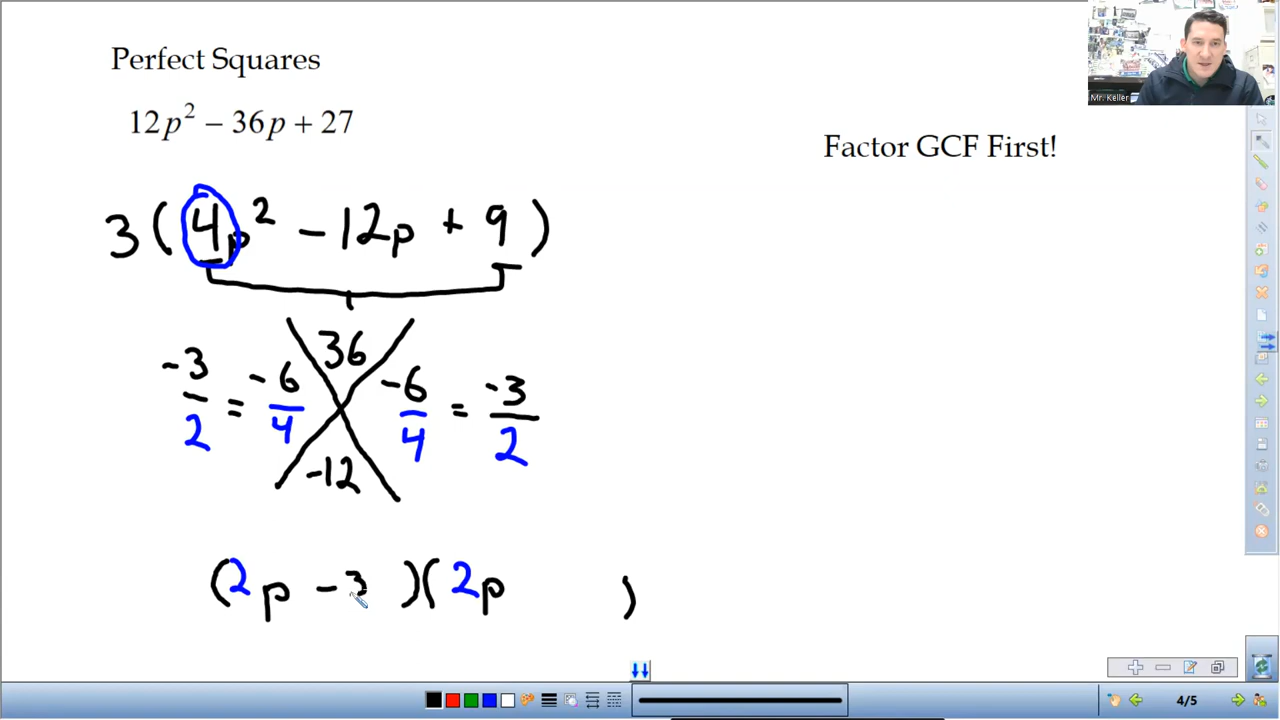 Perfect Squares
12p² − 36p + 27
Factor GCF First!
Mr. Keller
3(4p² − 12p + 9)
36
-3/2 = -6/4 -6/4 = -3/2
-12
(2p − 3 )(2p )
4/5